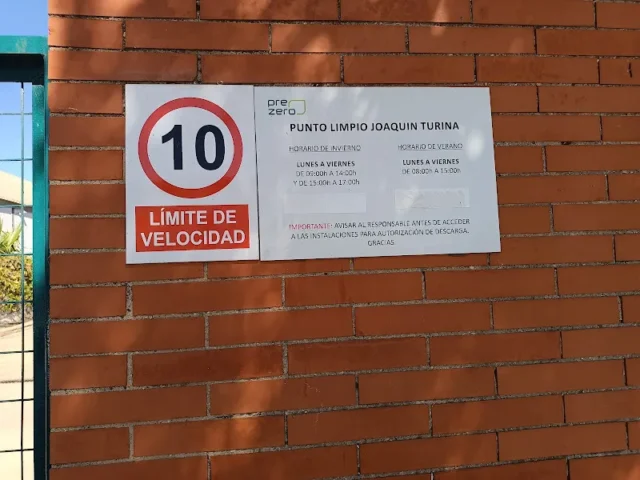 10
LÍMITE DE
VELOCIDAD
pre
zero
PUNTO LIMPIO JOAQUIN TURINA
HORARIO DE INVIERNO
LUNES A VIERNES
DE 09:00h A 14:00h
Y DE 15:00h A 17:00h
HORARIO DE VERANO
LUNES A VIERNES
DE 08:00h A 15:00h
IMPORTANTE: AVISAR AL RESPONSABLE ANTES DE ACCEDER
A LAS INSTALACIONES PARA AUTORIZACIÓN DE DESCARGA.
GRACIAS